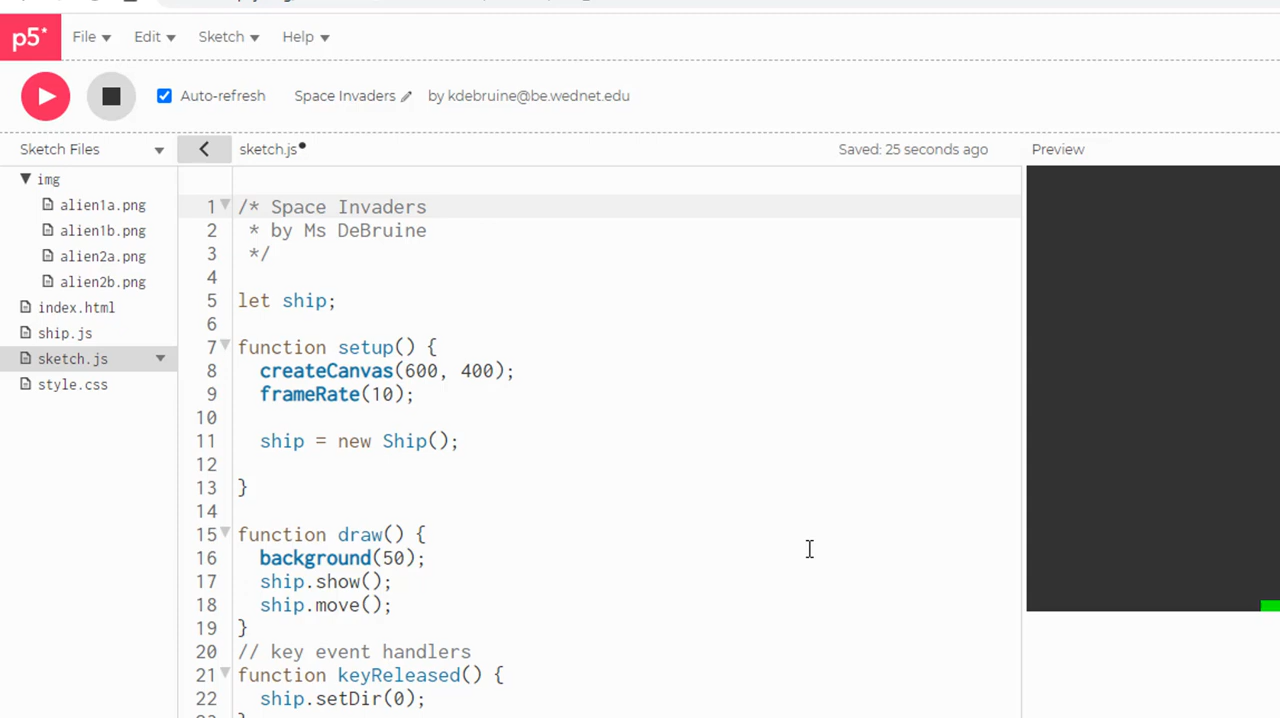 p5* File Edit Sketch Help
Auto-refresh Space Invaders by kdebruine@be.wednet.edu
Sketch Files sketch.js Saved: 25 seconds ago Preview
img
alien1a.png
alien1b.png
alien2a.png
alien2b.png
index.html
ship.js
sketch.js
style.css
1 /* Space Invaders
2 * by Ms DeBruine
3 */
4
5 let ship;
6
7 function setup() {
8 createCanvas(600, 400);
9 frameRate(10);
10
11 ship = new Ship();
12
13 }
14
15 function draw() {
16 background(50);
17 ship.show();
18 ship.move();
19 }
20 // key event handlers
21 function keyReleased() {
22 ship.setDir(0);